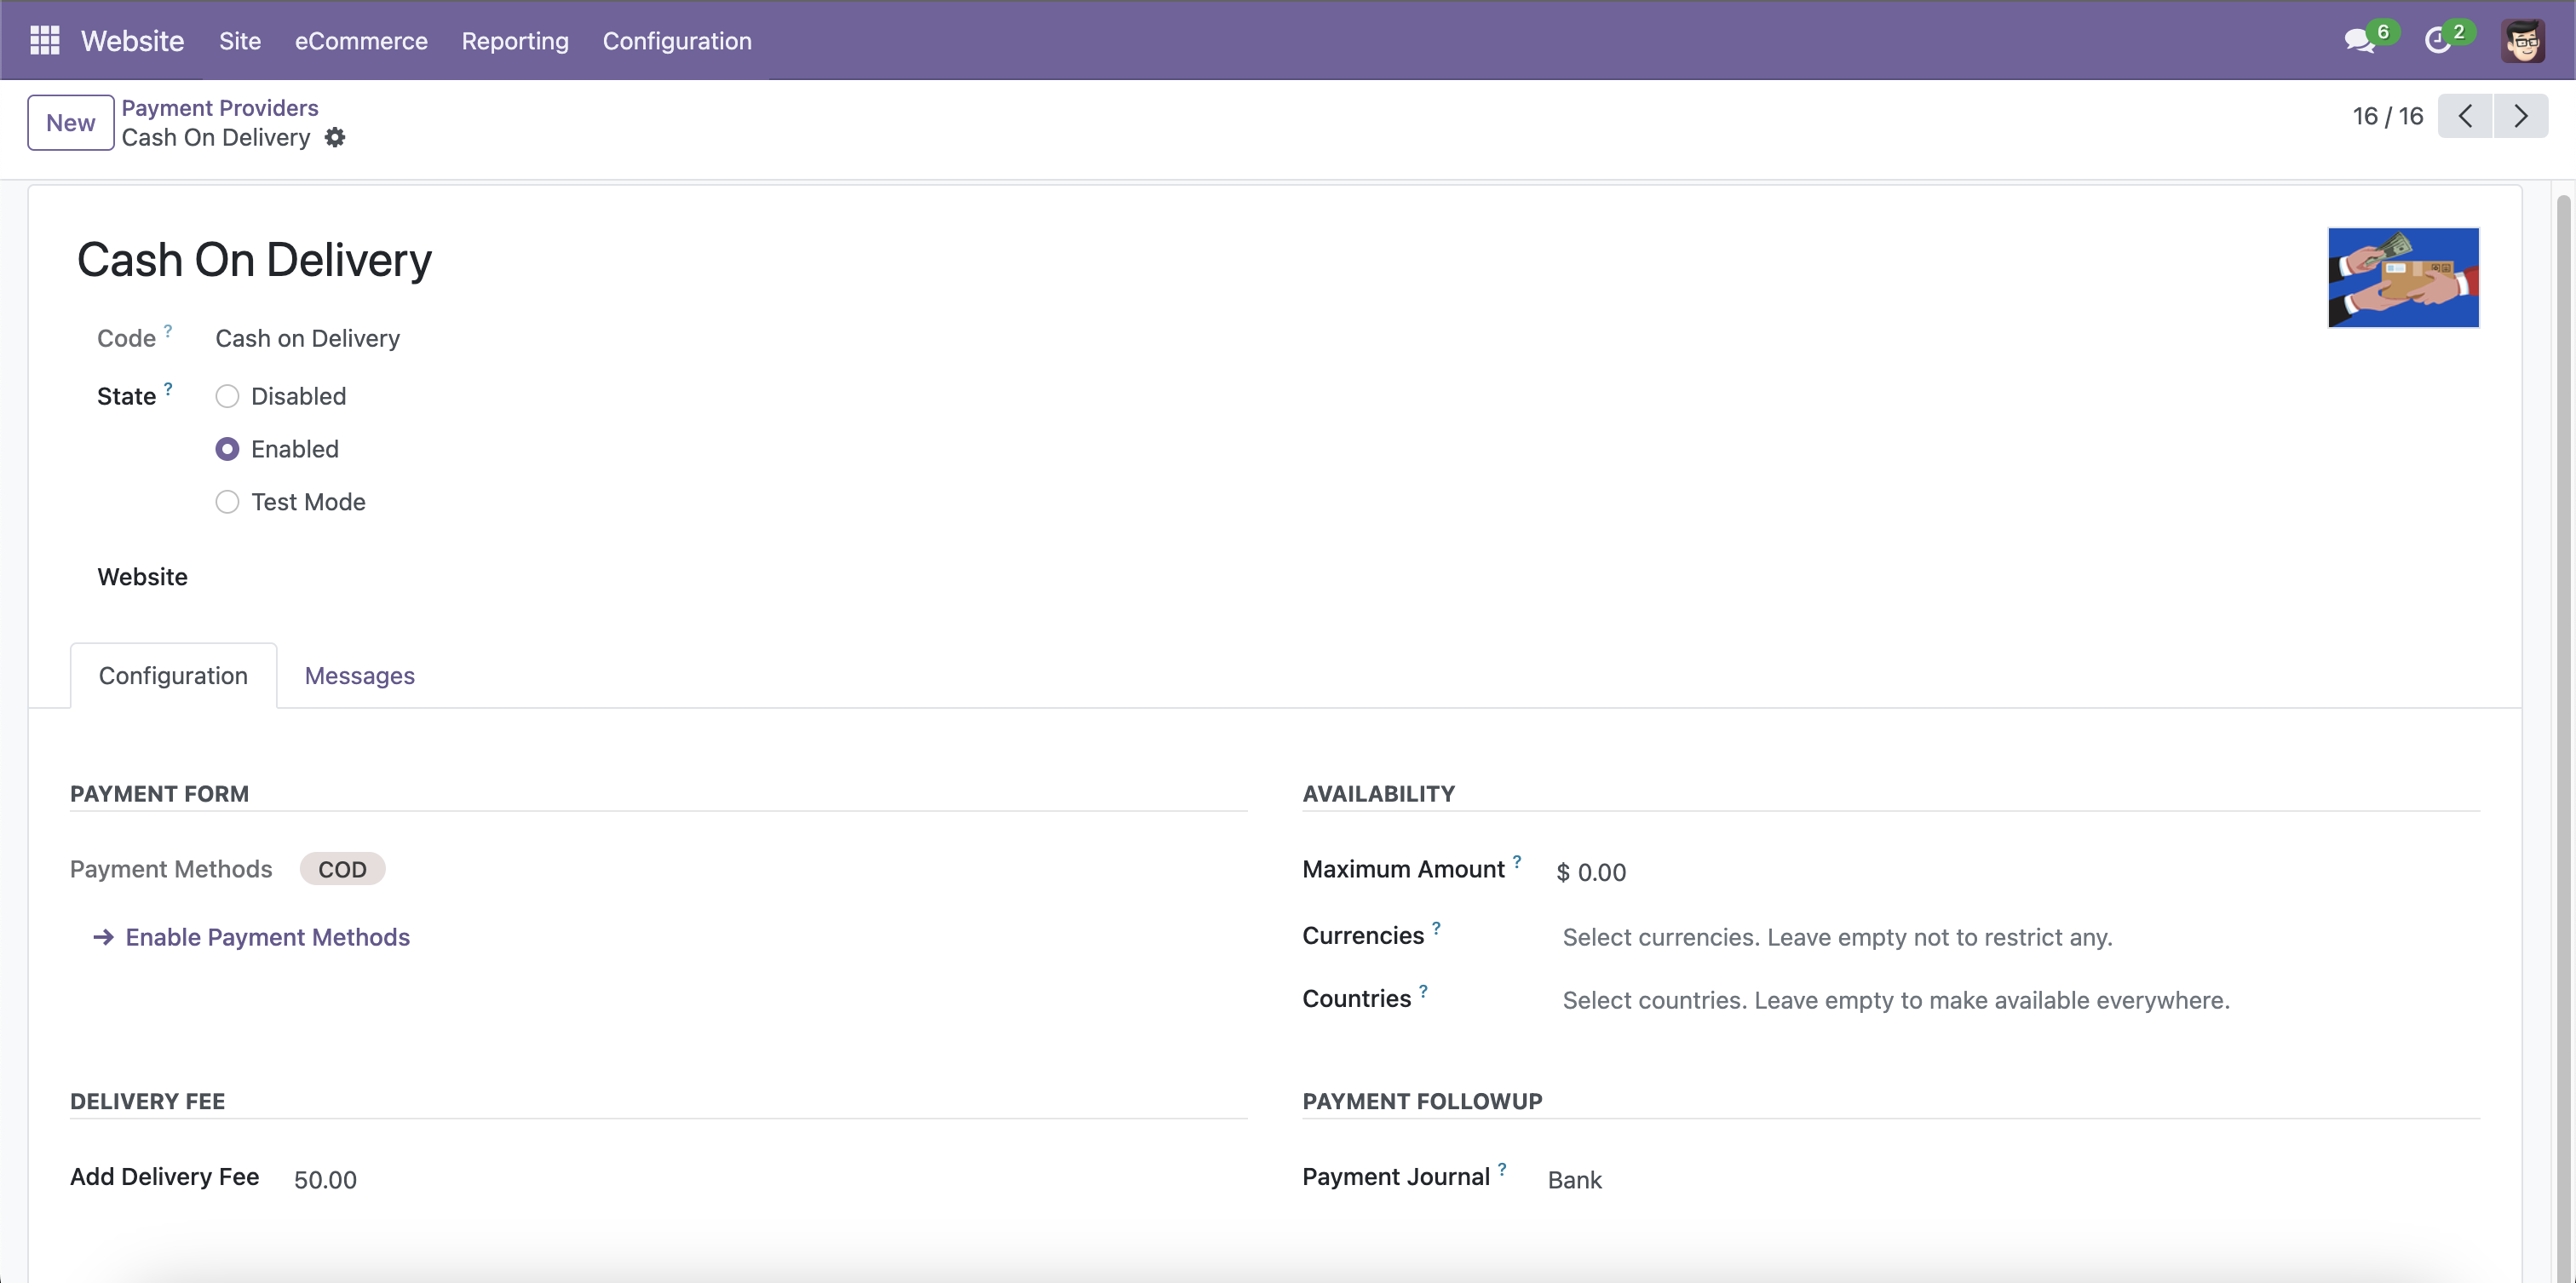 Website Site eCommerce Reporting Configuration 6 2
New Payment Providers
Cash On Delivery
16 / 16
Cash On Delivery
Code ? Cash on Delivery
State ? Disabled
Enabled
Test Mode
Website
Configuration Messages
PAYMENT FORM
Payment Methods COD
Enable Payment Methods
AVAILABILITY
Maximum Amount ? $ 0.00
Currencies ? Select currencies. Leave empty not to restrict any.
Countries ? Select countries. Leave empty to make available everywhere.
DELIVERY FEE
Add Delivery Fee 50.00
PAYMENT FOLLOWUP
Payment Journal ? Bank